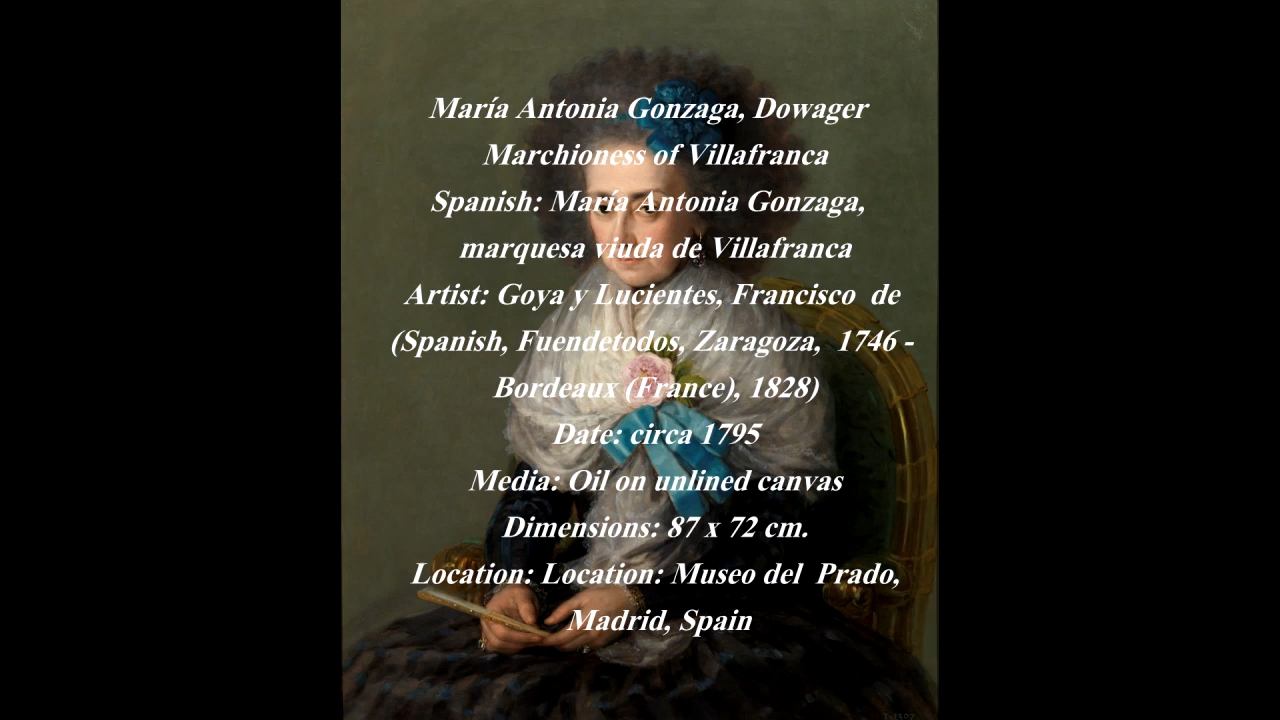 María Antonia Gonzaga, Dowager
Marchioness of Villafranca
Spanish: María Antonia Gonzaga,
marquesa viuda de Villafranca
Artist: Goya y Lucientes, Francisco de
(Spanish, Fuendetodos, Zaragoza, 1746 -
Bordeaux (France), 1828)
Date: circa 1795
Media: Oil on unlined canvas
Dimensions: 87 x 72 cm.
Location: Location: Museo del Prado,
Madrid, Spain